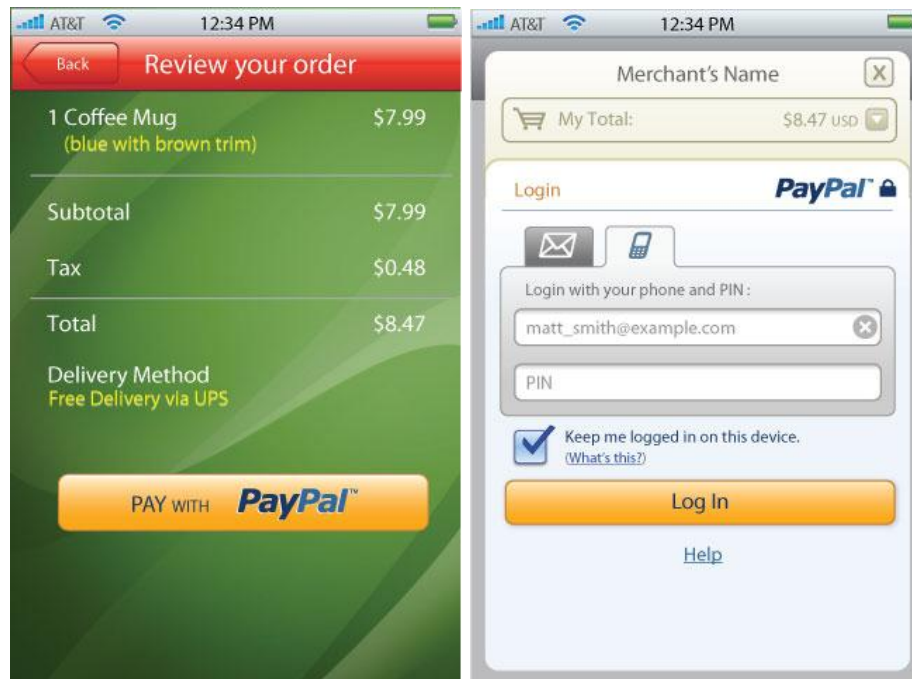 AT&T 12:34 PM
Back Review your order
1 Coffee Mug $7.99
(blue with brown trim)
Subtotal $7.99
Tax $0.48
Total $8.47
Delivery Method
Free Delivery via UPS
PAY WITH PayPal™
AT&T 12:34 PM
Merchant's Name X
My Total: $8.47 USD
Login PayPal™
Login with your phone and PIN :
matt_smith@example.com
PIN
Keep me logged in on this device.
(What's this?)
Log In
Help